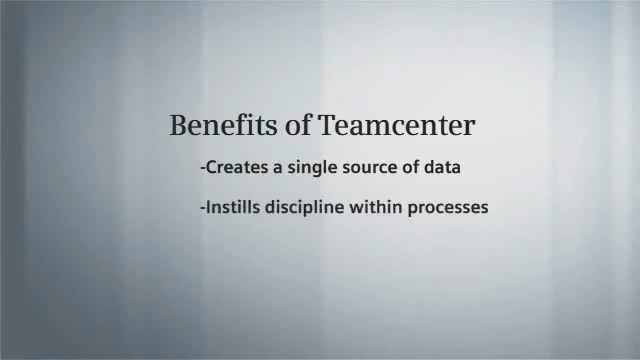 Benefits of Teamcenter
-Creates a single source of data
-Instills discipline within processes